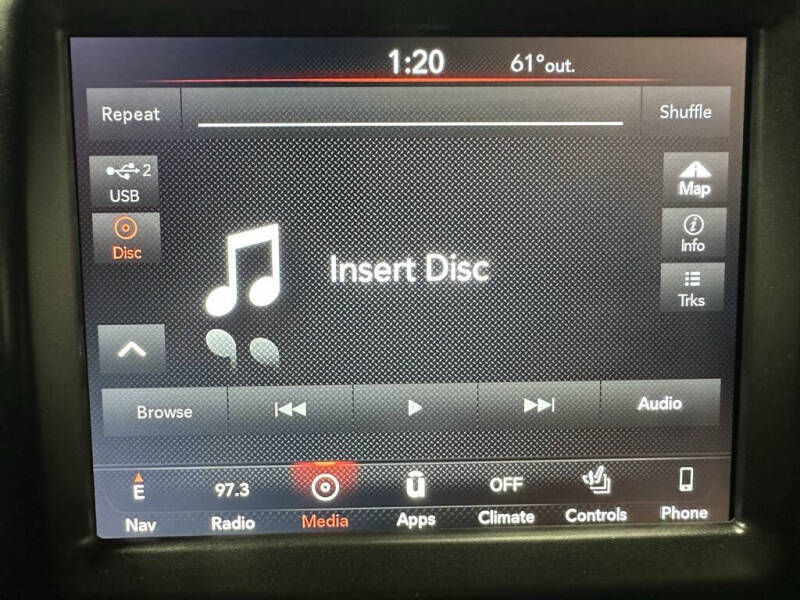 1:20 61°out.
Repeat Shuffle
2
USB
Map
Disc
Info
Insert Disc
Trks
Browse Audio
E 97.3 OFF
Nav Radio Media Apps Climate Controls Phone